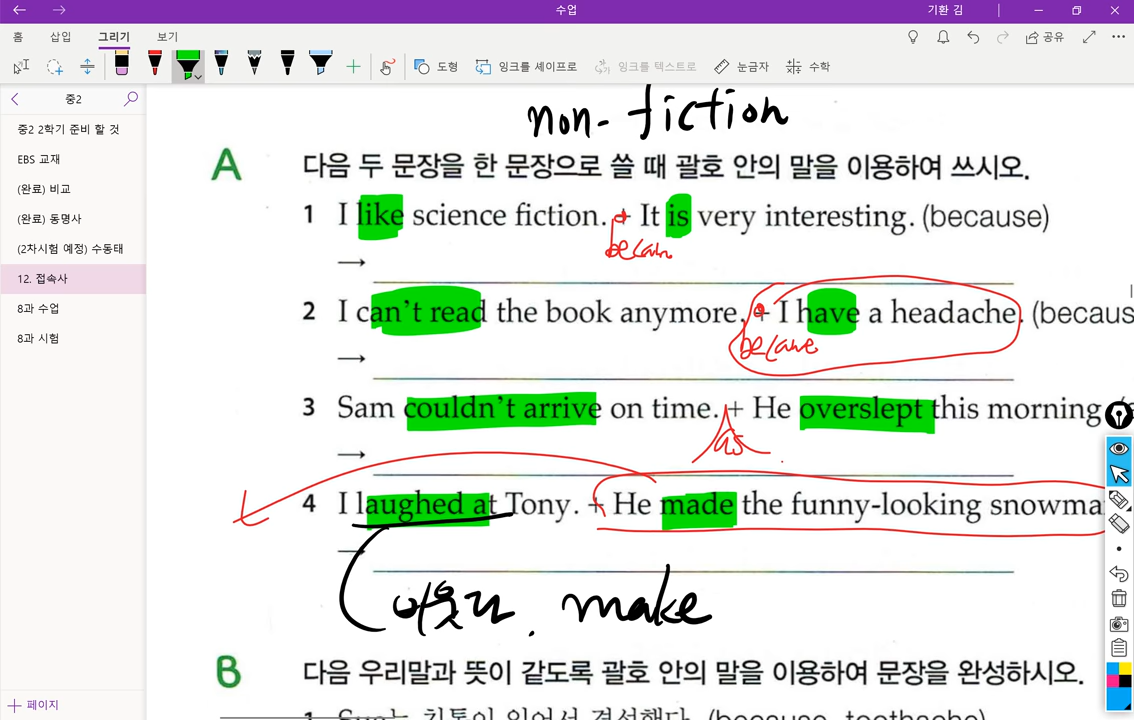 수업
기환 김
홈 삽입 그리기 보기
공유
도형 잉크를 셰이프로 잉크를 텍스트로 눈금자 수학
중2
중2 2학기 준비 할 것
EBS 교재
(완료) 비교
(완료) 동명사
(2차시험 예정) 수동태
12. 접속사
8과 수업
8과 시험
페이지
non-fiction
A 다음 두 문장을 한 문장으로 쓸 때 괄호 안의 말을 이용하여 쓰시오.
1 I like science fiction. + It is very interesting. (because)
→
2 I can't read the book anymore. + I have a headache. (becaus
because
→
3 Sam couldn't arrive on time. + He overslept this morning
as
→
4 I laughed at Tony. + He made the funny-looking snowma
→
비웃다. make
B 다음 우리말과 뜻이 같도록 괄호 안의 말을 이용하여 문장을 완성하시오.